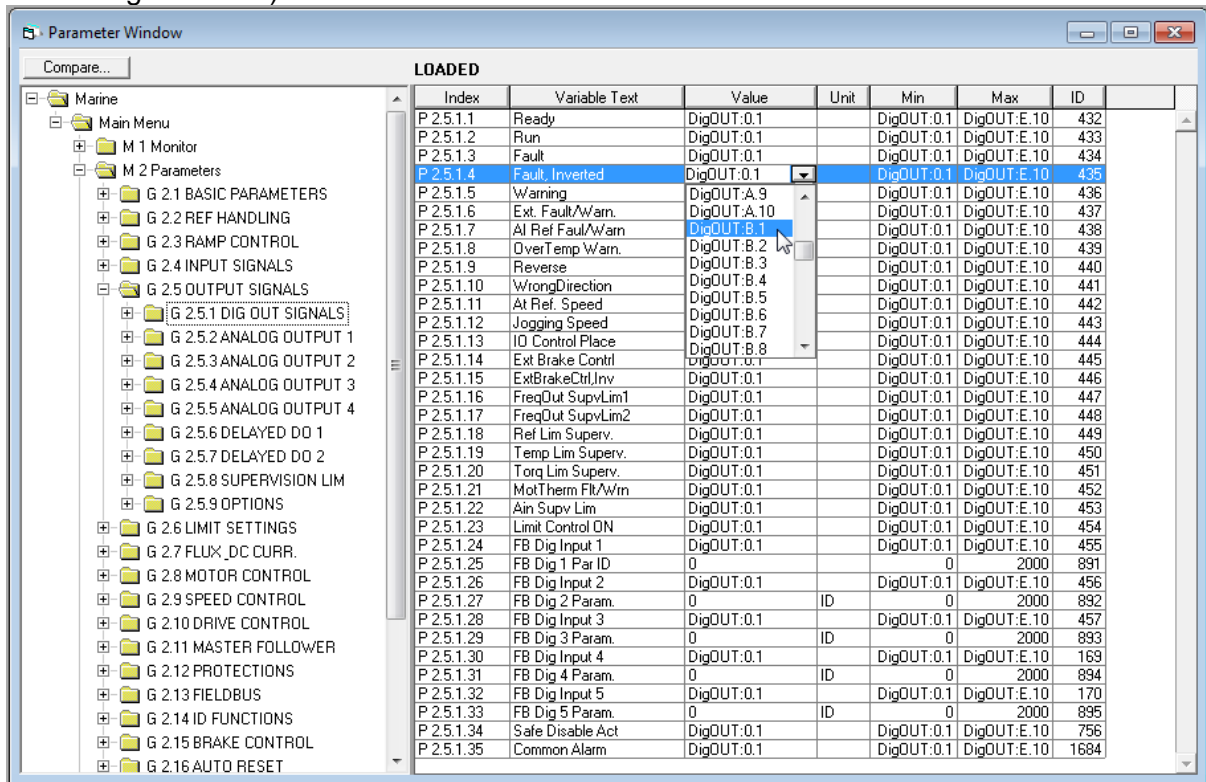 Parameter Window
Compare... LOADED
Marine
Main Menu
M 1 Monitor
M 2 Parameters
G 2.1 BASIC PARAMETERS
G 2.2 REF HANDLING
G 2.3 RAMP CONTROL
G 2.4 INPUT SIGNALS
G 2.5 OUTPUT SIGNALS
G 2.5.1 DIG OUT SIGNALS
G 2.5.2 ANALOG OUTPUT 1
G 2.5.3 ANALOG OUTPUT 2
G 2.5.4 ANALOG OUTPUT 3
G 2.5.5 ANALOG OUTPUT 4
G 2.5.6 DELAYED DO 1
G 2.5.7 DELAYED DO 2
G 2.5.8 SUPERVISION LIM
G 2.5.9 OPTIONS
G 2.6 LIMIT SETTINGS
G 2.7 FLUX_DC CURR.
G 2.8 MOTOR CONTROL
G 2.9 SPEED CONTROL
G 2.10 DRIVE CONTROL
G 2.11 MASTER FOLLOWER
G 2.12 PROTECTIONS
G 2.13 FIELDBUS
G 2.14 ID FUNCTIONS
G 2.15 BRAKE CONTROL
G 2.16 AUTO RESET
Index Variable Text Value Unit Min Max ID
P 2.5.1.1 Ready DigOUT:0.1 DigOUT:0.1 DigOUT:E.10 432
P 2.5.1.2 Run DigOUT:0.1 DigOUT:0.1 DigOUT:E.10 433
P 2.5.1.3 Fault DigOUT:0.1 DigOUT:0.1 DigOUT:E.10 434
P 2.5.1.4 Fault, Inverted DigOUT:0.1 DigOUT:0.1 DigOUT:E.10 435
P 2.5.1.5 Warning DigOUT:A.9 DigOUT:0.1 DigOUT:E.10 436
P 2.5.1.6 Ext. Fault/Warn. DigOUT:A.10 DigOUT:0.1 DigOUT:E.10 437
P 2.5.1.7 AI Ref Faul/Warn DigOUT:B.1 DigOUT:0.1 DigOUT:E.10 438
P 2.5.1.8 OverTemp Warn. DigOUT:B.2 DigOUT:0.1 DigOUT:E.10 439
P 2.5.1.9 Reverse DigOUT:B.3 DigOUT:0.1 DigOUT:E.10 440
P 2.5.1.10 WrongDirection DigOUT:B.4 DigOUT:0.1 DigOUT:E.10 441
P 2.5.1.11 At Ref. Speed DigOUT:B.5 DigOUT:0.1 DigOUT:E.10 442
P 2.5.1.12 Jogging Speed DigOUT:B.6 DigOUT:0.1 DigOUT:E.10 443
P 2.5.1.13 IO Control Place DigOUT:B.7 DigOUT:0.1 DigOUT:E.10 444
DigOUT:B.8
P 2.5.1.14 Ext Brake Contrl DigOUT:0.1 DigOUT:0.1 DigOUT:E.10 445
P 2.5.1.15 ExtBrakeCtrl,Inv DigOUT:0.1 DigOUT:0.1 DigOUT:E.10 446
P 2.5.1.16 FreqOut SupvLim1 DigOUT:0.1 DigOUT:0.1 DigOUT:E.10 447
P 2.5.1.17 FreqOut SupvLim2 DigOUT:0.1 DigOUT:0.1 DigOUT:E.10 448
P 2.5.1.18 Ref Lim Superv. DigOUT:0.1 DigOUT:0.1 DigOUT:E.10 449
P 2.5.1.19 Temp Lim Superv. DigOUT:0.1 DigOUT:0.1 DigOUT:E.10 450
P 2.5.1.20 Torq Lim Superv. DigOUT:0.1 DigOUT:0.1 DigOUT:E.10 451
P 2.5.1.21 MotTherm Flt/Wrn DigOUT:0.1 DigOUT:0.1 DigOUT:E.10 452
P 2.5.1.22 Ain Supv Lim DigOUT:0.1 DigOUT:0.1 DigOUT:E.10 453
P 2.5.1.23 Limit Control ON DigOUT:0.1 DigOUT:0.1 DigOUT:E.10 454
P 2.5.1.24 FB Dig Input 1 DigOUT:0.1 DigOUT:0.1 DigOUT:E.10 455
P 2.5.1.25 FB Dig 1 Par ID 0 0 2000 891
P 2.5.1.26 FB Dig Input 2 DigOUT:0.1 DigOUT:0.1 DigOUT:E.10 456
P 2.5.1.27 FB Dig 2 Param. 0 ID 0 2000 892
P 2.5.1.28 FB Dig Input 3 DigOUT:0.1 DigOUT:0.1 DigOUT:E.10 457
P 2.5.1.29 FB Dig 3 Param. 0 ID 0 2000 893
P 2.5.1.30 FB Dig Input 4 DigOUT:0.1 DigOUT:0.1 DigOUT:E.10 169
P 2.5.1.31 FB Dig 4 Param. 0 ID 0 2000 894
P 2.5.1.32 FB Dig Input 5 DigOUT:0.1 DigOUT:0.1 DigOUT:E.10 170
P 2.5.1.33 FB Dig 5 Param. 0 ID 0 2000 895
P 2.5.1.34 Safe Disable Act DigOUT:0.1 DigOUT:0.1 DigOUT:E.10 756
P 2.5.1.35 Common Alarm DigOUT:0.1 DigOUT:0.1 DigOUT:E.10 1684